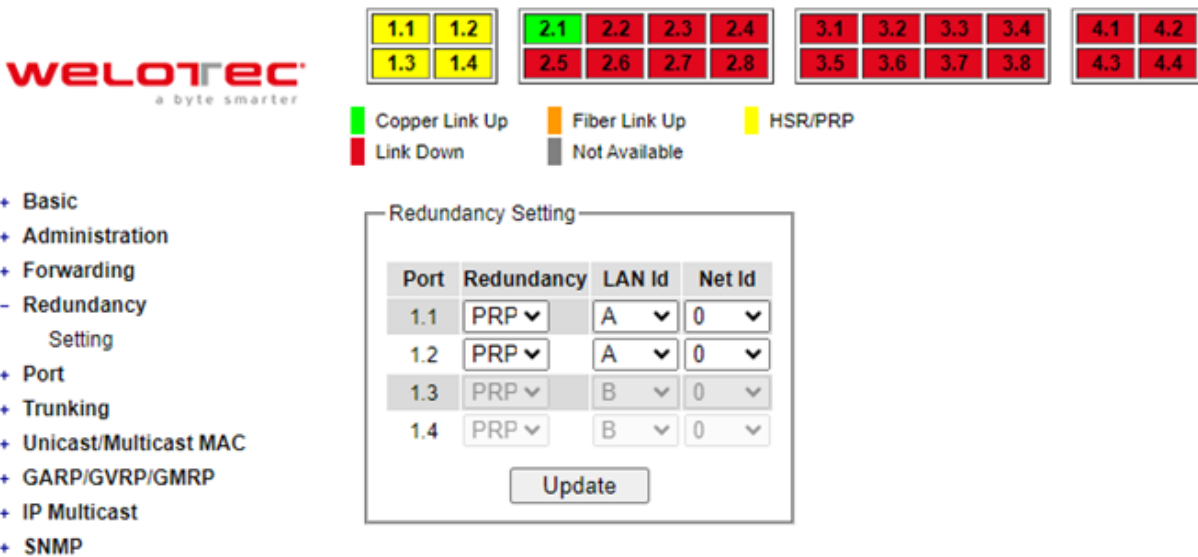 1.1 1.2 2.1 2.2 2.3 2.4 3.1 3.2 3.3 3.4 4.1 4.2
1.3 1.4 2.5 2.6 2.7 2.8 3.5 3.6 3.7 3.8 4.3 4.4
WELOTEC
a byte smarter
Copper Link Up Fiber Link Up HSR/PRP
Link Down Not Available
+ Basic
+ Administration
+ Forwarding
- Redundancy
Setting
+ Port
+ Trunking
+ Unicast/Multicast MAC
+ GARP/GVRP/GMRP
+ IP Multicast
+ SNMP
Redundancy Setting
Port Redundancy LAN Id Net Id
1.1 PRP A 0
1.2 PRP A 0
1.3 PRP B 0
1.4 PRP B 0
Update